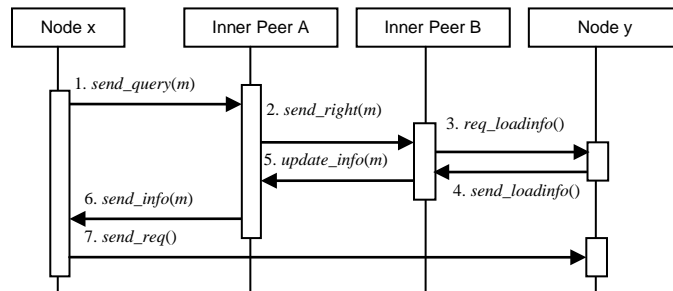 Node x
Inner Peer A
Inner Peer B
Node y
1. send_query(m)
2. send_right(m)
3. req_loadinfo()
5. update_info(m)
4. send_loadinfo()
6. send_info(m)
7. send_req()